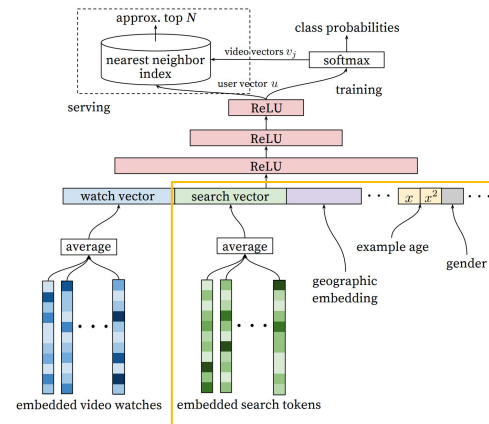 approx. top N
class probabilities
nearest neighbor
index
video vectors vⱼ
softmax
user vector u
serving
training
ReLU
ReLU
ReLU
watch vector
search vector
• • •
x
x²
• • •
average
average
example age
gender
geographic
embedding
• • •
• • •
embedded video watches
embedded search tokens